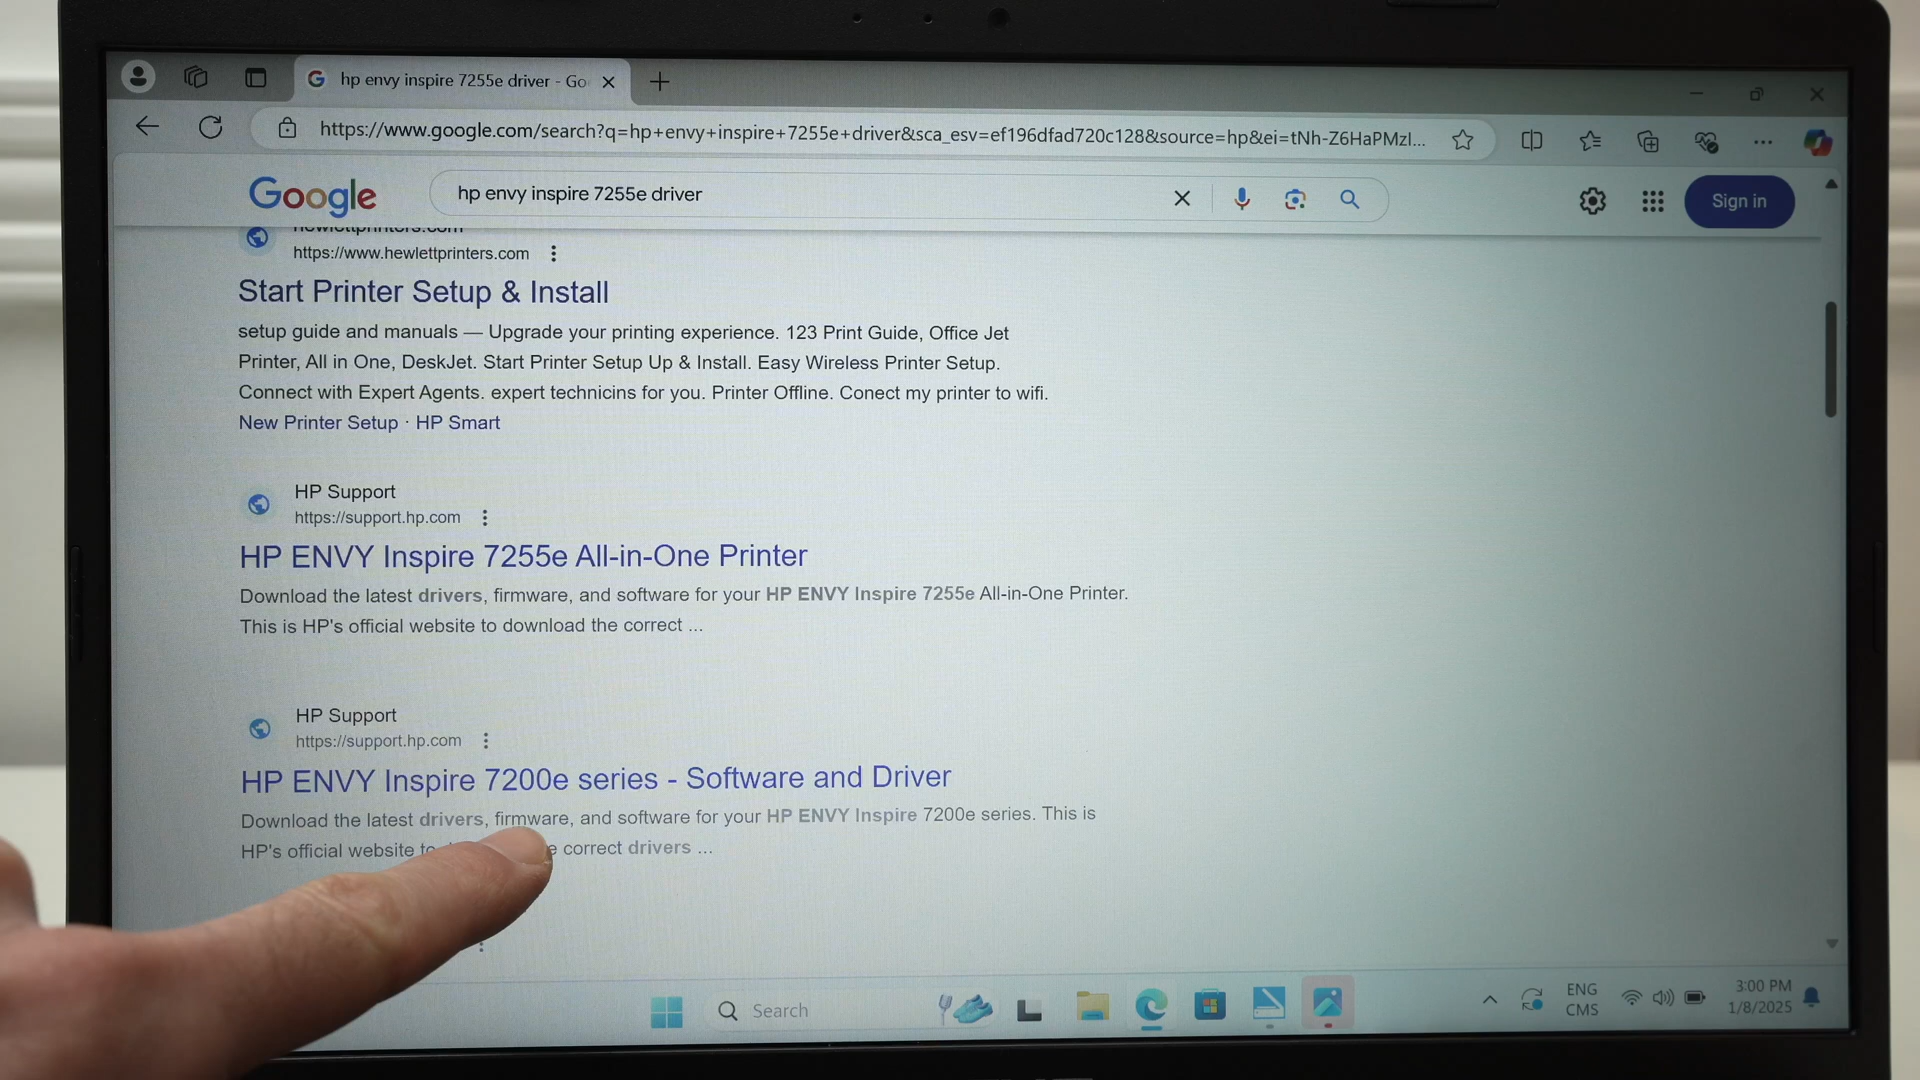 hp envy inspire 7255e driver - Go
https://www.google.com/search?q=hp+envy+inspire+7255e+driver&sca_esv=ef196dfad720c128&source=hp&ei=tNh-Z6HaPMzI...
Google
hp envy inspire 7255e driver
Sign in
hewlettprinters.com
https://www.hewlettprinters.com
Start Printer Setup & Install
setup guide and manuals — Upgrade your printing experience. 123 Print Guide, Office Jet
Printer, All in One, DeskJet. Start Printer Setup Up & Install. Easy Wireless Printer Setup.
Connect with Expert Agents. expert technicins for you. Printer Offline. Conect my printer to wifi.
New Printer Setup · HP Smart
HP Support
https://support.hp.com
HP ENVY Inspire 7255e All-in-One Printer
Download the latest drivers, firmware, and software for your HP ENVY Inspire 7255e All-in-One Printer.
This is HP's official website to download the correct ...
HP Support
https://support.hp.com
HP ENVY Inspire 7200e series - Software and Driver
Download the latest drivers, firmware, and software for your HP ENVY Inspire 7200e series. This is
HP's official website correct drivers ...
Search
ENG
CMS
3:00 PM
1/8/2025